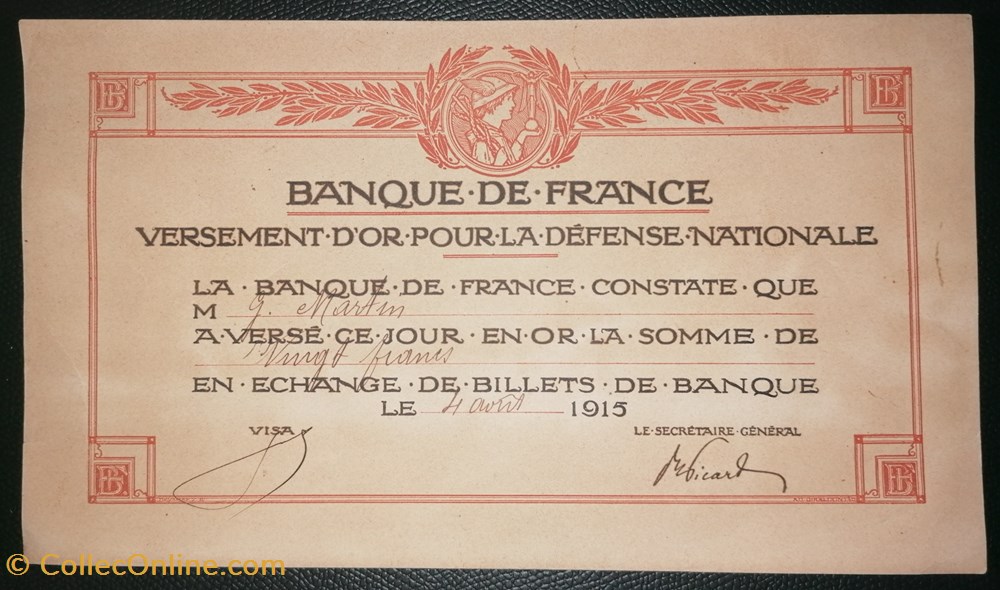 BANQUE·DE·FRANCE
VERSEMENT·D'OR·POUR·LA·DÉFENSE·NATIONALE
LA·BANQUE·DE·FRANCE·CONSTATE·QUE
M G. Martin
A·VERSÉ·CE·JOUR·EN·OR·LA·SOMME·DE
Vingt francs
EN·ECHANGE·DE·BILLETS·DE·BANQUE
LE 4 août 1915
VISA
LE·SECRÉTAIRE·GÉNÉRAL
Picard
© CollecOnline.com